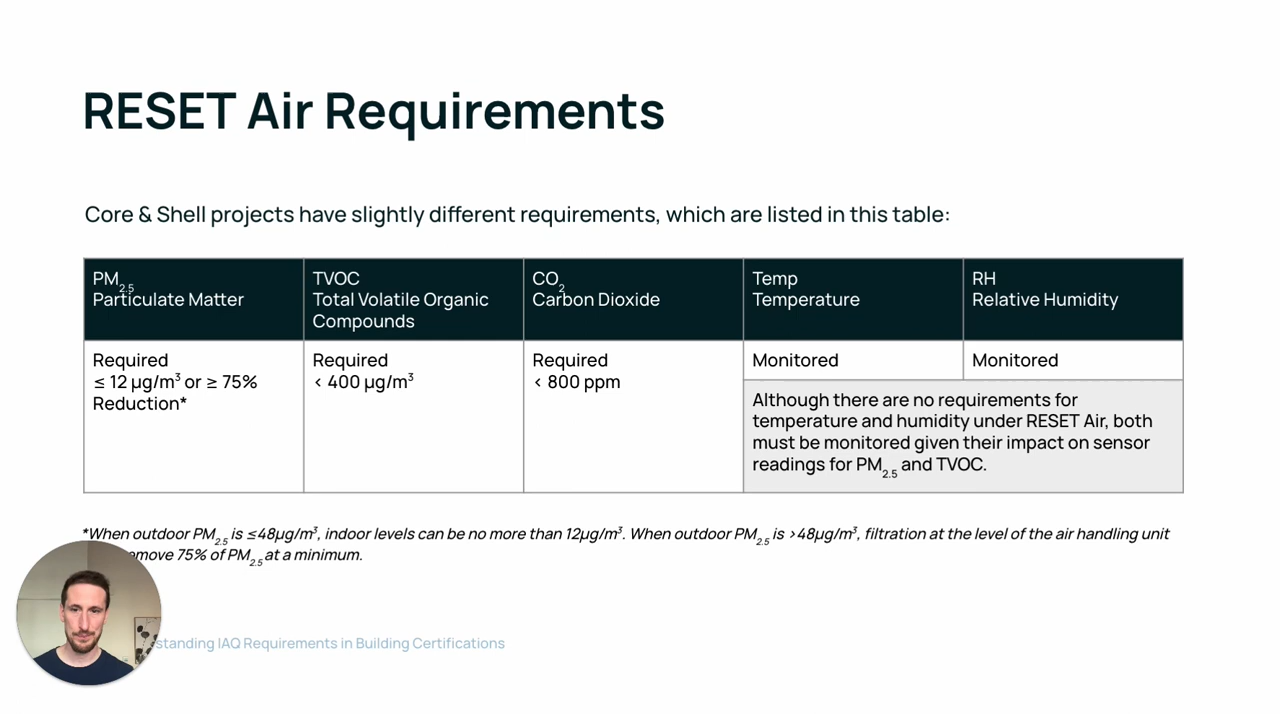 RESET Air Requirements
Core & Shell projects have slightly different requirements, which are listed in this table:
PM2.5
Particulate Matter
TVOC
Total Volatile Organic
Compounds
CO2
Carbon Dioxide
Temp
Temperature
RH
Relative Humidity
Required
≤ 12 µg/m³ or ≥ 75%
Reduction*
Required
< 400 µg/m³
Required
< 800 ppm
Monitored
Monitored
Although there are no requirements for
temperature and humidity under RESET Air, both
must be monitored given their impact on sensor
readings for PM2.5 and TVOC.
*When outdoor PM2.5 is ≤48µg/m³, indoor levels can be no more than 12µg/m³. When outdoor PM2.5 is >48µg/m³, filtration at the level of the air handling unit
75% of PM2.5 at a minimum.
IAQ Requirements in Building Certifications